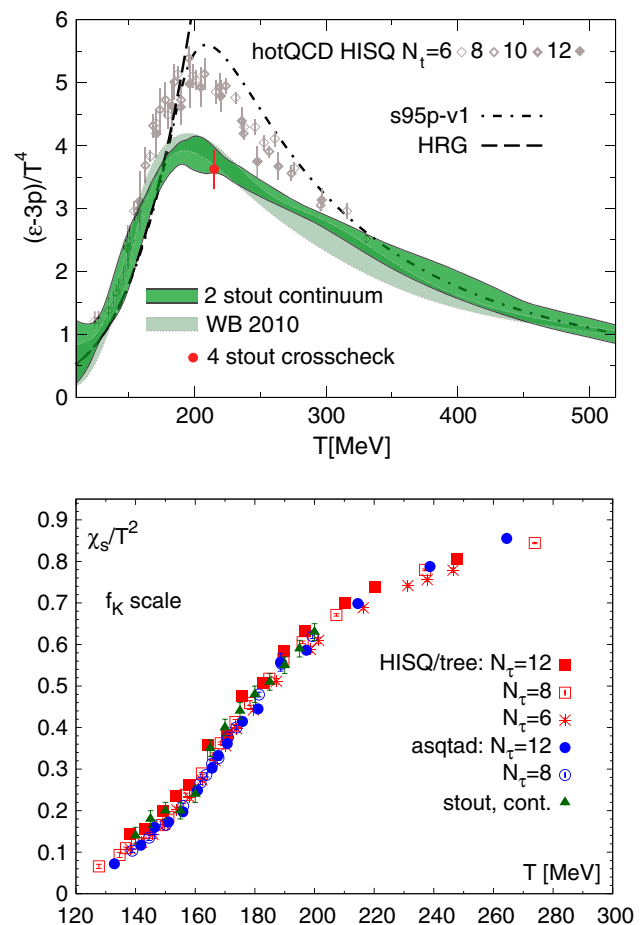 6
5
4
3
2
1
0
(ε-3p)/T⁴
hotQCD HISQ Nₜ=6 8 10 12
s95p-v1
HRG
2 stout continuum
WB 2010
4 stout crosscheck
200 300 400 500
T[MeV]
0.9
0.8
0.7
0.6
0.5
0.4
0.3
0.2
0.1
0
χₛ/T²
f_K scale
HISQ/tree: N_τ=12
N_τ=8
N_τ=6
asqtad: N_τ=12
N_τ=8
stout, cont.
T [MeV]
120 140 160 180 200 220 240 260 280 300